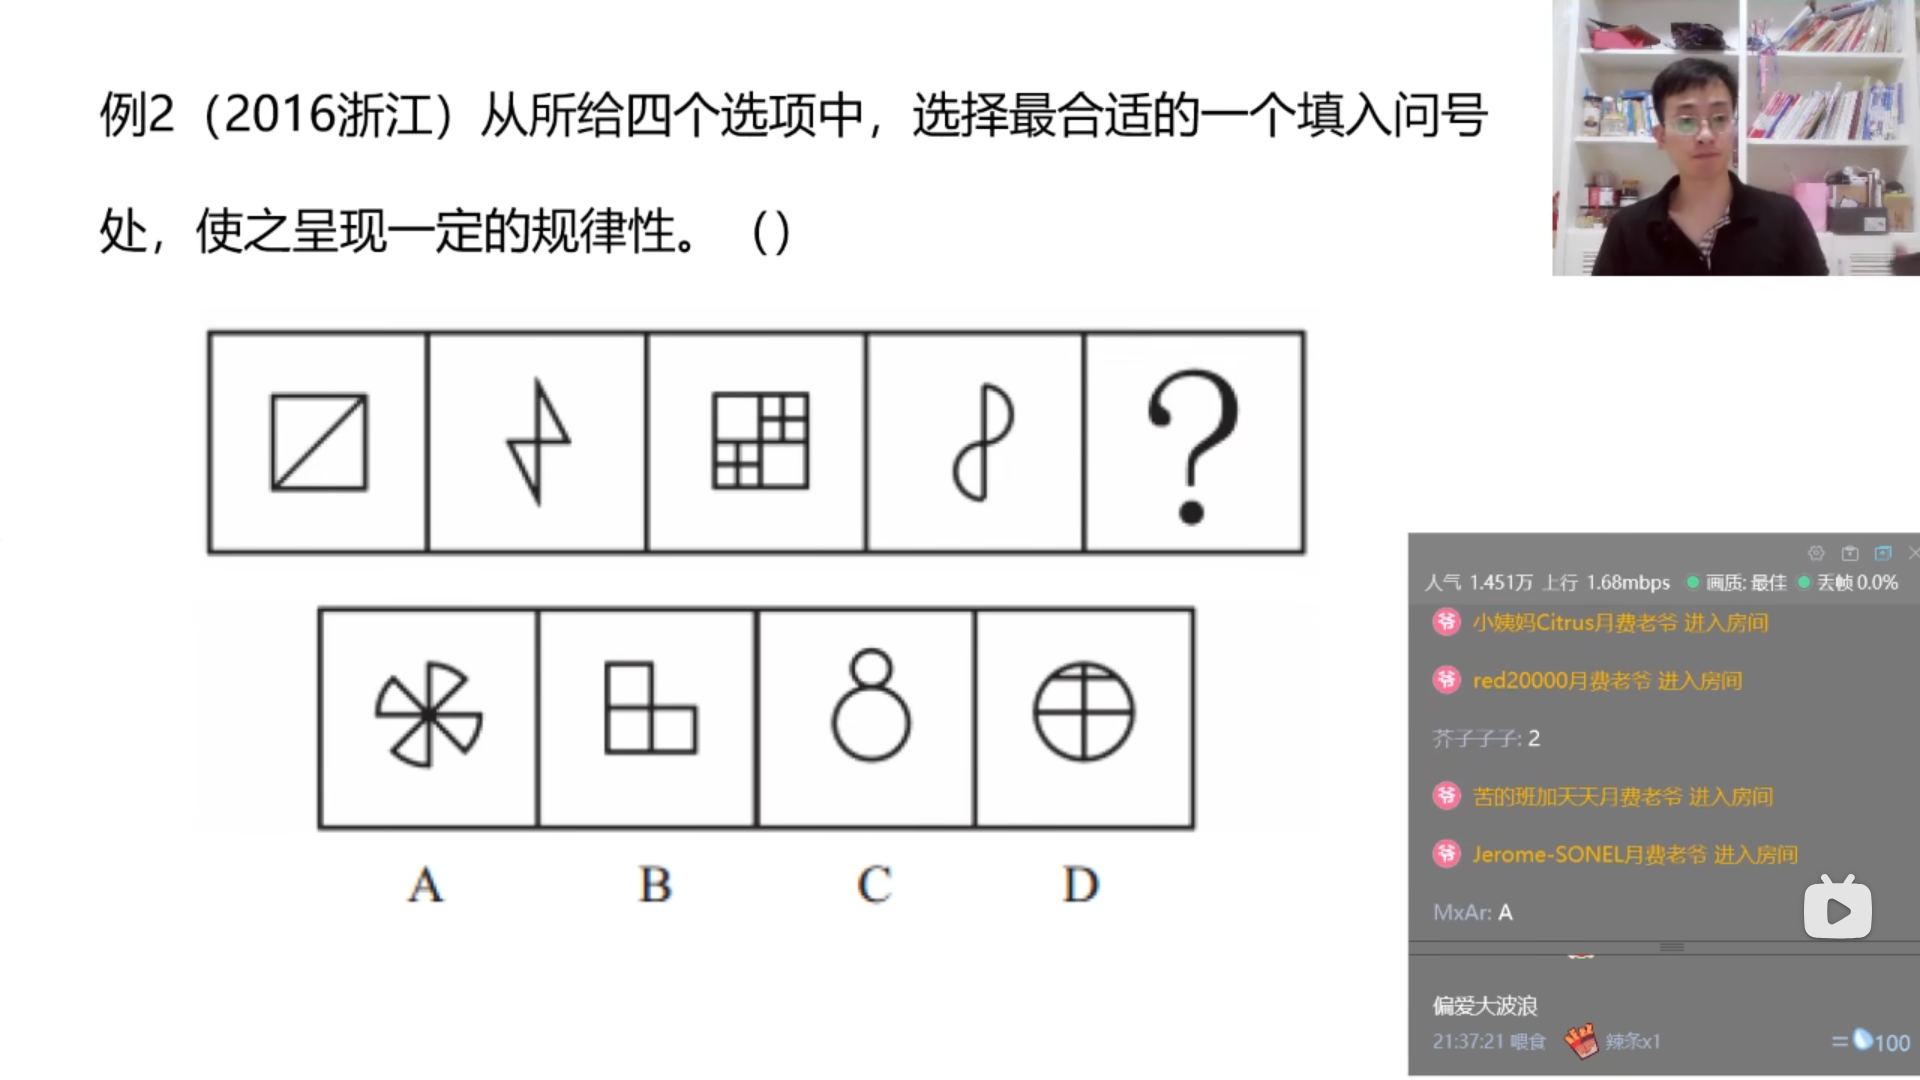 例2（2016浙江）从所给四个选项中，选择最合适的一个填入问号
处，使之呈现一定的规律性。（）
?
A B C D
人气 1.451万 上行 1.68mbps 画质: 最佳 丢帧 0.0%
爷 小姨妈Citrus月费老爷 进入房间
爷 red20000月费老爷 进入房间
芥子子子: 2
爷 苦的班加天天月费老爷 进入房间
爷 Jerome-SONEL月费老爷 进入房间
MxAr: A
偏爱大波浪
21:37:21 喂食 辣条x1 =100